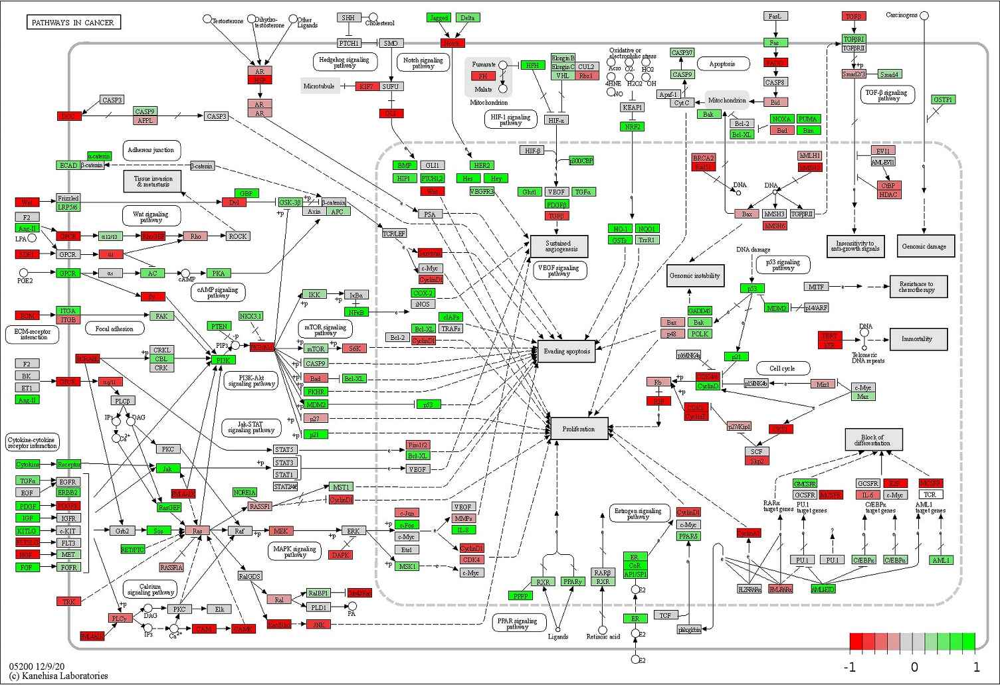 PATHWAYS IN CANCER
Testosterone
Dihydro-
testosterone
Other
Ligands
SHH
Cholesterol
PTCH1
SMO
Hedgehog signaling
pathway
Microtubule
KIF7
SUFU
GLI
Jagged
Delta
Notch
Notch signaling
pathway
Fumarate
FH
Malate
Mitochondrion
HPH
Elongin B
Elongin C
CUL2
VHL
Rbx1
HIF-1 signaling
pathway
HIF-α
Oxidative or
electrophilic stress
Acro
O2-
HO2
4HNE
H2O2
OH
NO
KEAP1
NRF2
CASP3/7
CASP9
Apoptosis
Apaf-1
Cyt C
Mitochondrion
Bak
Bcl-2
Bcl-XL
FasL
Fas
FADD
CASP8
Bid
NOXA
PUMA
Bad
Bim
TGFβ
TGFβRI
TGFβRII
+p
Smad2/3
Smad4
TGF-β signaling
pathway
Carcinogens
GSTP1
AR
HSP
AR
AR
CASP3
DCC
CASP9
APPL
CASP3
Adherens junction
α-catenin
ECAD
β-catenin
β-catenin
Tissue invasion
& metastasis
Wnt
Frizzled
LRP5/6
Dvl
GBP
GSK-3β
+p
+p
β-catenin
Axin
APC
Wnt signaling
pathway
F2
Ang-II
LPA
GPCR
α12/13
RhoGEF
Rho
ROCK
SDF1
GPCR
αi
PGE2
GPCR
αs
AC
cAMP
PKA
cAMP signaling
pathway
βγ
ECM
ITGA
ITGB
FAK
ECM-receptor
interaction
Focal adhesion
PTEN
NKX3.1
PIP3
-p
PKB/Akt
CRKL
CBL
CRK
PI3K
PI3K-Akt
signaling pathway
F2
BK
ET1
Ang-II
GPCR
αq/11
PLCβ
IP3
DAG
Ca2+
PKC
Jak-STAT
signaling pathway
Cytokine-cytokine
receptor interaction
Cytokine
Receptor
Jak
+p
STAT5
STAT3
STAT1
TGFα
EGFR
EGF
ERBB2
PDGF
PDGFR
IGF
IGFR
KITLG
c-KIT
FLT3LG
FLT3
HGF
MET
FGF
FGFR
EML4ALK
RasGEF
Grb2
Sos
Ras
Raf
RET/PTC
RASSF1A
NORE1A
RASSF1
MST1
CyclinD1
+p
MEK
+p
ERK
MAPK signaling
pathway
DAPK
+p
+p
TRK
Calcium
signaling pathway
RalGDS
Ral
RalBP1
PLD1
PA
PLCγ
+p
EML4ALK
DAG
IP3
PKC
Elk
Ca2+
CAM
CAMK
Rac/Rho
JNK
IKK
IκBα
+p
+p
NFκB
mTOR signaling
pathway
mTOR
S6K
CASP9
Bad
Bcl-XL
FKHR
MDM2
p53
p27
p21
HIF-β
p300/CBP
BMP
GLI1
HIP1
PTCH1,2
Wnt
HER2
Hes
Hey
VEGFR3
Glut1
VEGF
TGFα
PDGFβ
TGFβ
PSA
TCF/LEF
Survivin
c-Myc
CyclinD1
COX-2
iNOS
cIAPs
Bcl-XL
TRAFs
Bcl-2
CyclinD1
Sustained
angiogenesis
VEGF signaling
pathway
HO-1
NQO1
GSTs
TrxR1
Evading apoptosis
Proliferation
Pim1/2
Bcl-XL
VEGF
c-Jun
c-Fos
c-Myc
Ets1
MSK1
VEGF
MMPs
IL-8
CyclinD1
CDK4
c-Myc
BRCA2
Rad51
DNA
DNA
hMLH1
hMSH2
Bax
hMSH3
TGFβRII
hMSH6
EVI1
AML-EVI1
CtBP
HDAC
Insensitivity to
anti-growth signals
Genomic damage
Genomic instability
DNA damage
p53 signaling
pathway
p53
MDM2
p14/ARF
MITF
Resistance to
chemotherapy
GADD45
Bax
Bak
p48
POLK
p21
TERT
hTR
DNA
Telomeric
DNA repeats
Immortality
p16/INK4a
Cell cycle
CDK4/6
CyclinD
p15/INK4b
Miz1
c-Myc
Max
Rb
+p
E2F
+p
CDK2
CyclinE
p27/Kip1
CKS1
SCF
Skp2
Block of
differentiation
GMCSFR
GCSFR
MCSFR
GCSFR
E2F
IL-6
c-Myc
MCSFR
TCR
RARα
target genes
PU.1
target genes
C/EBPα
target genes
AML1
target genes
?
PU.1
PU.1
C/EBPα
C/EBPα
AML1
PLZF-RARα
PML-RARα
AML1-ETO
Estrogen signaling
pathway
CyclinD1
c-Myc
PPARδ
CyclinA1
ER
CoR
AP1/SP1
E2
ER
E2
E2
RXR
PPARγ
PPFP
PPAR signaling
pathway
Ligands
RARβ
RXR
Retinoic acid
TCF
plakoglobin
-1
0
1
05200 12/9/20
(c) Kanehisa Laboratories